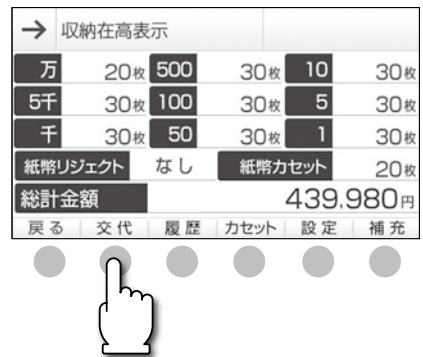 → 収納在高表示
万 20枚 500 30枚 10 30枚
5千 30枚 100 30枚 5 30枚
千 30枚 50 30枚 1 30枚
紙幣リジェクト なし 紙幣カセット 20枚
総計金額 439,980円
戻る 交代 履歴 カセット 設定 補充